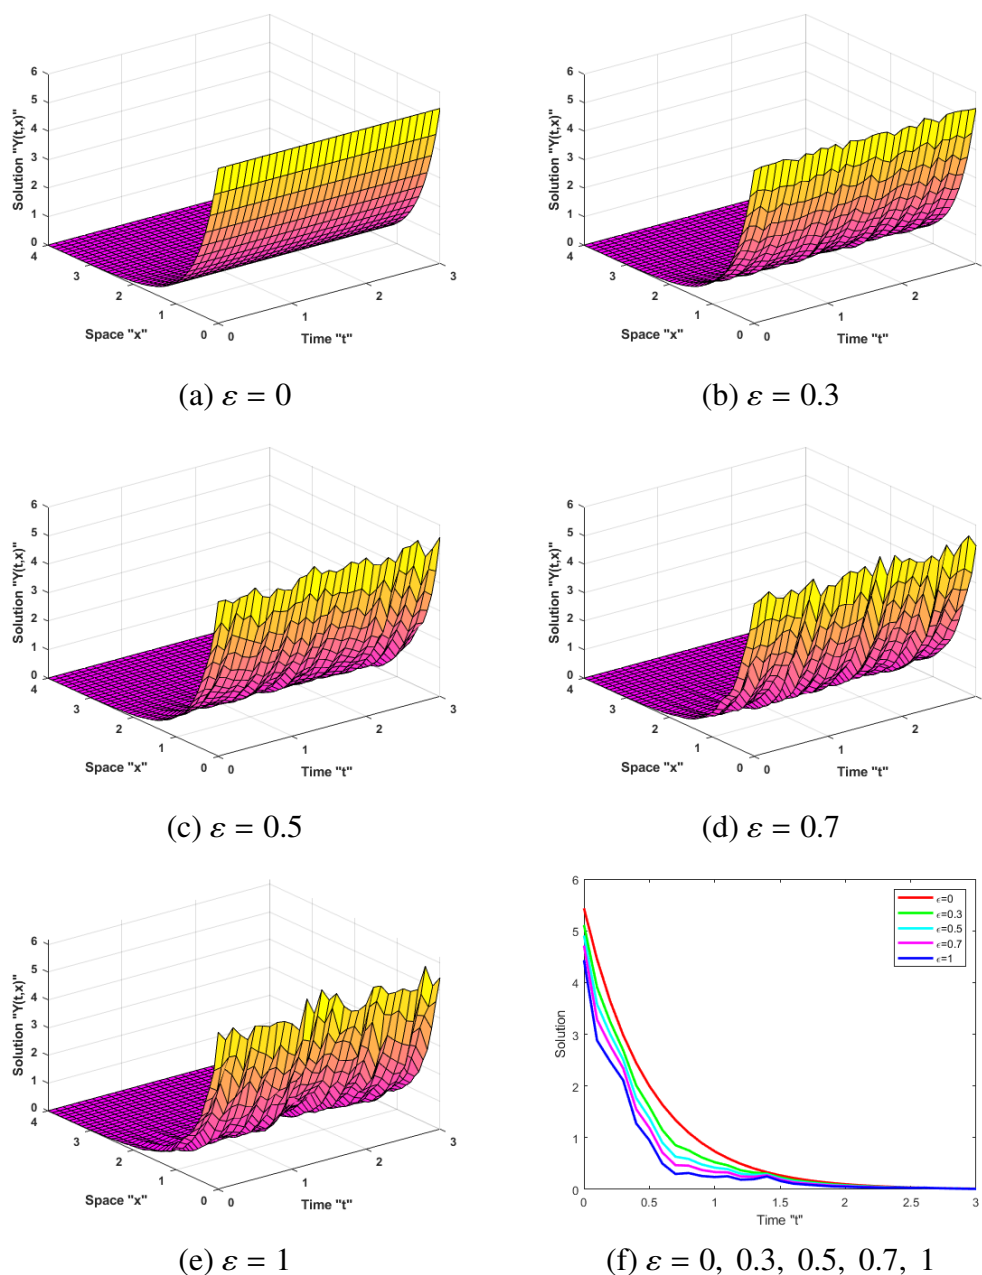 6
5
4
3
2
1
0
Solution "Y(t,x)"
4
3
2
1
0
Space "x"
0
1
2
3
Time "t"
(a) ε = 0
6
5
4
3
2
1
0
Solution "Y(t,x)"
4
3
2
1
0
Space "x"
0
1
2
Time "t"
(b) ε = 0.3
6
5
4
3
2
1
0
Solution "Y(t,x)"
4
3
2
1
0
Space "x"
0
1
2
3
Time "t"
(c) ε = 0.5
6
5
4
3
2
1
0
Solution "Y(t,x)"
4
3
2
1
0
Space "x"
0
1
2
Time "t"
(d) ε = 0.7
6
5
4
3
2
1
0
Solution "Y(t,x)"
4
3
2
1
0
Space "x"
0
1
2
3
Time "t"
(e) ε = 1
6
5
4
3
2
1
0
Solution
ϵ=0
ϵ=0.3
ϵ=0.5
ϵ=0.7
ϵ=1
0 0.5 1 1.5 2 2.5 3
Time "t"
(f) ε = 0, 0.3, 0.5, 0.7, 1